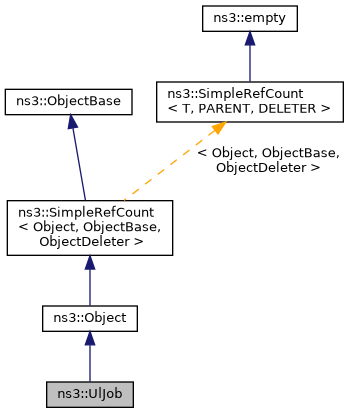 ns3::empty
ns3::SimpleRefCount
< T, PARENT, DELETER >
ns3::ObjectBase
< Object, ObjectBase,
ObjectDeleter >
ns3::SimpleRefCount
< Object, ObjectBase,
ObjectDeleter >
ns3::Object
ns3::UlJob